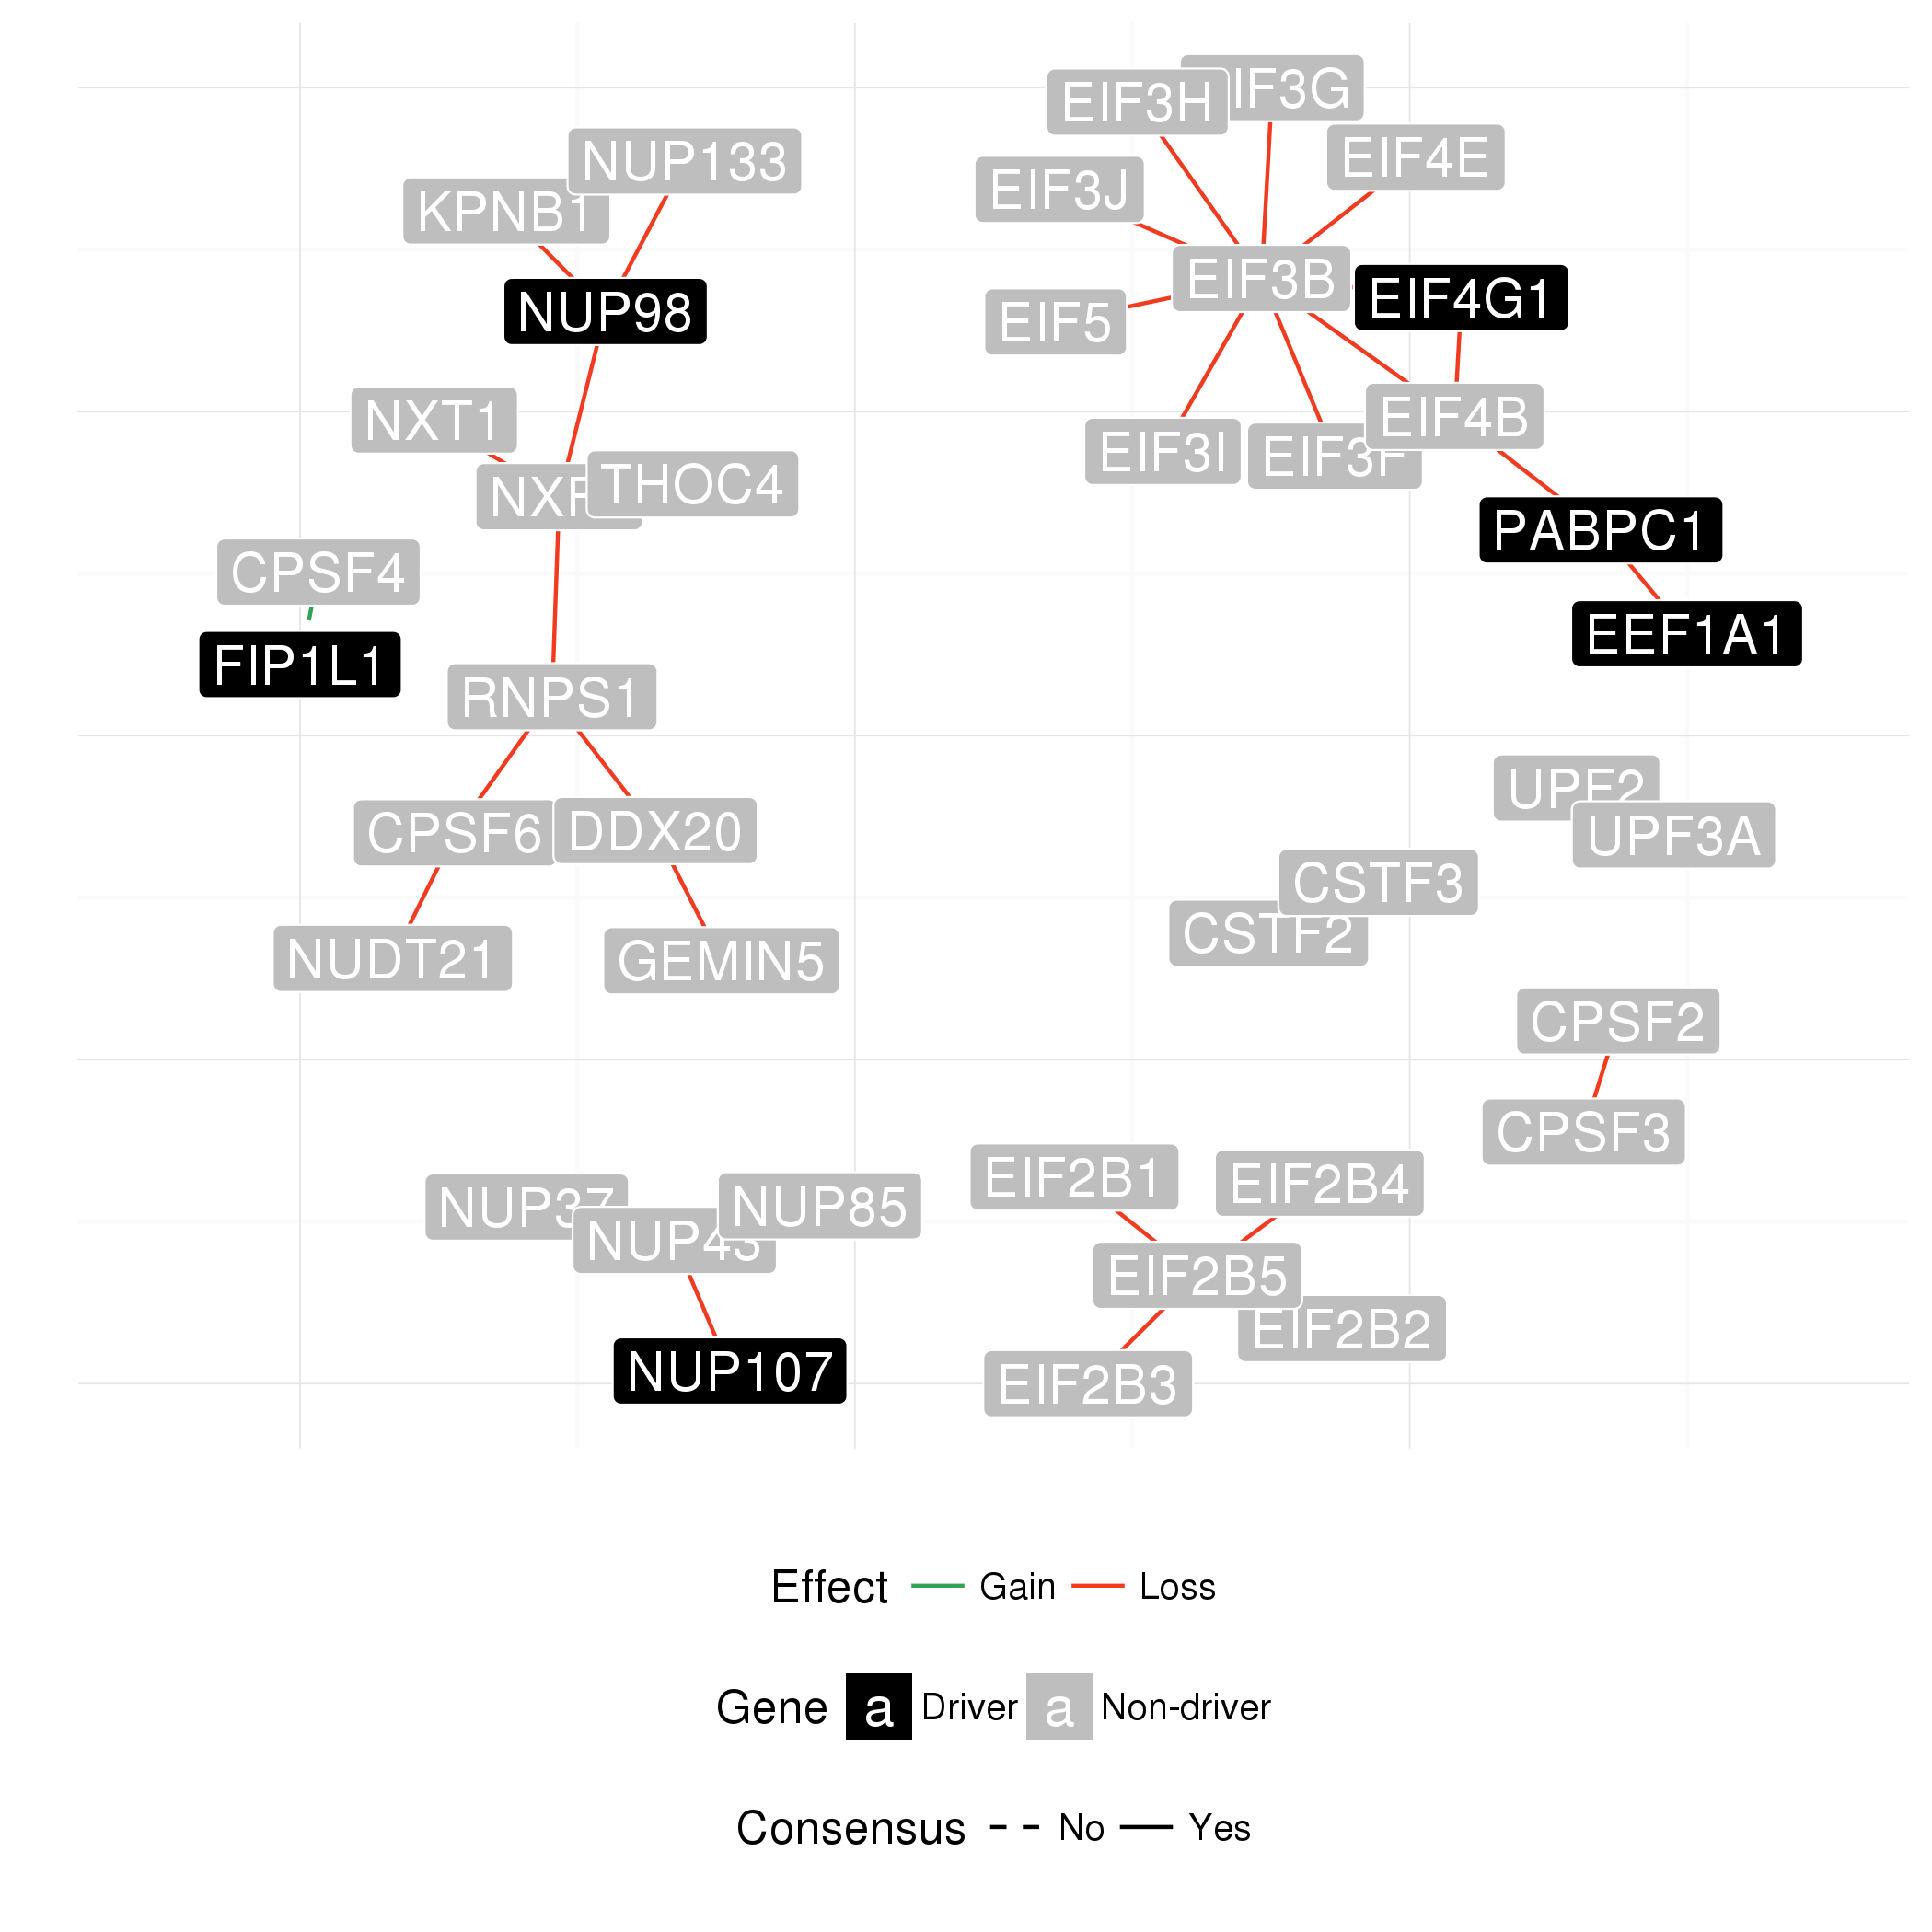 EIF3H
IF3G
NUP133
EIF4E
KPNB1
EIF3J
EIF3B
EIF4G1
NUP98
EIF5
NXT1
EIF4B
EIF3I
EIF3F
THOC4
PABPC1
CPSF4
EEF1A1
FIP1L1
RNPS1
UPF2
UPF3A
CPSF6
DDX20
CSTF3
CSTF2
NUDT21
GEMIN5
CPSF2
CPSF3
EIF2B1
EIF2B4
NUP37
NUP85
NUP43
EIF2B5
EIF2B2
NUP107
EIF2B3
Effect Gain Loss
Gene a Driver a Non-driver
Consensus No Yes